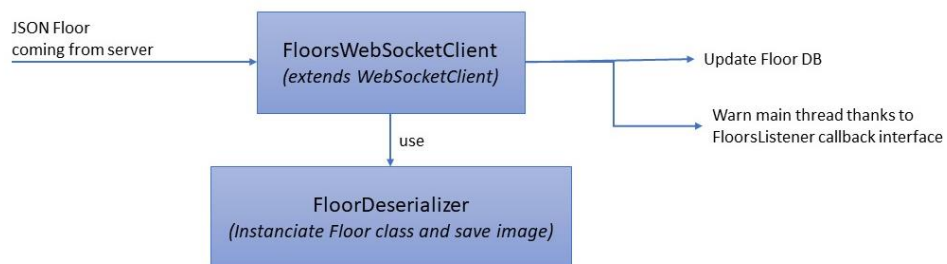 JSON Floor
coming from server
FloorsWebSocketClient
(extends WebSocketClient)
Update Floor DB
Warn main thread thanks to
FloorsListener callback interface
use
FloorDeserializer
(Instanciate Floor class and save image)